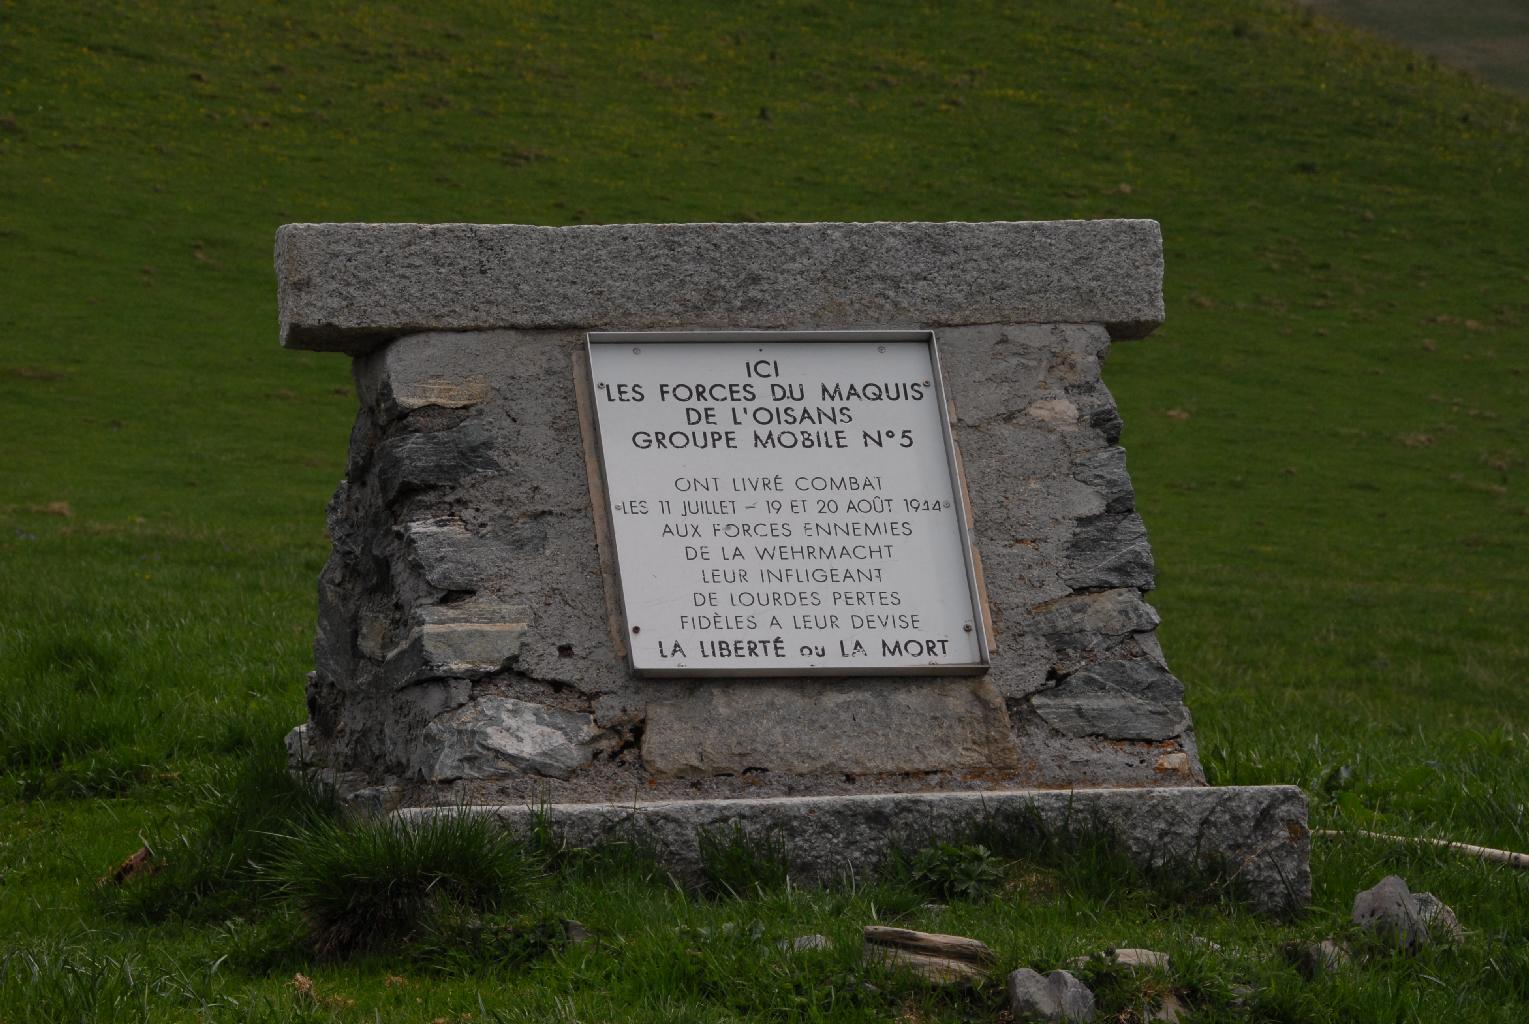 ICI
LES FORCES DU MAQUIS
DE L'OISANS
GROUPE MOBILE N°5
ONT LIVRÉ COMBAT
LES 11 JUILLET - 19 ET 20 AOÛT 1944
AUX FORCES ENNEMIES
DE LA WEHRMACHT
LEUR INFLIGEANT
DE LOURDES PERTES
FIDÈLES A LEUR DEVISE
LA LIBERTÉ OU LA MORT